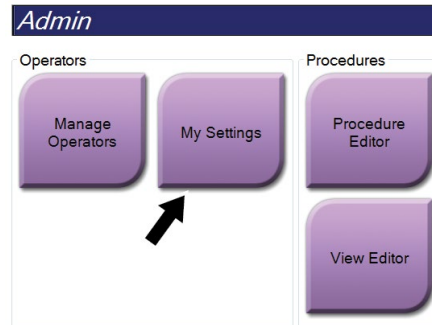 Admin
Operators
Procedures
Manage
Operators
My Settings
Procedure
Editor
View Editor